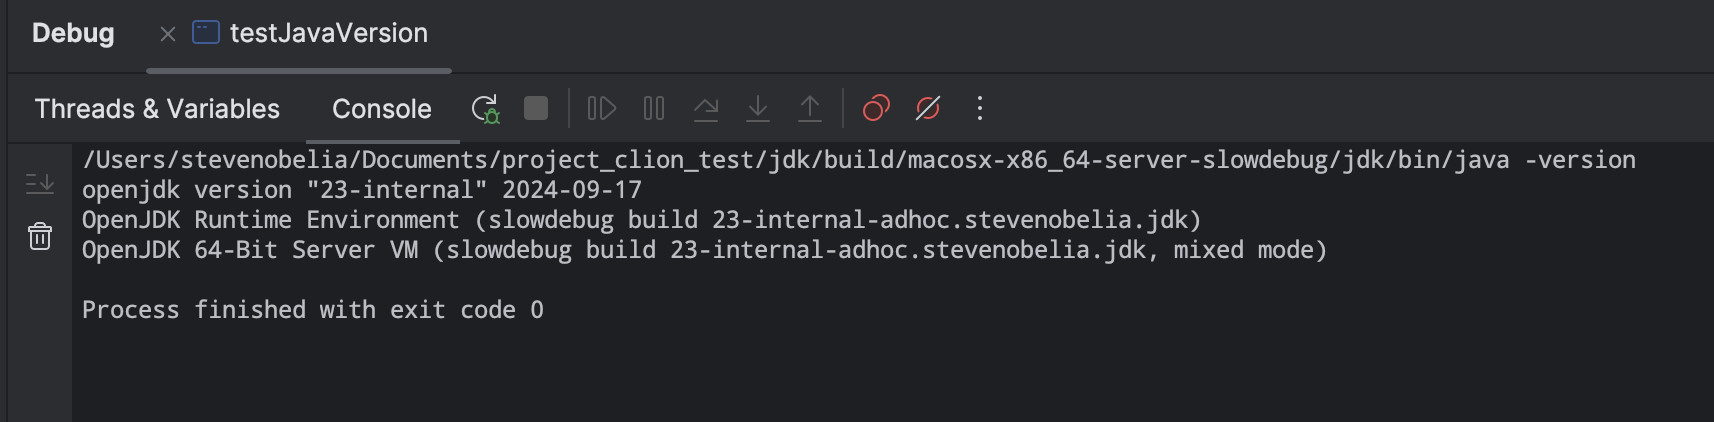 Debug testJavaVersion
Threads & Variables Console
/Users/stevenobelia/Documents/project_clion_test/jdk/build/macosx-x86_64-server-slowdebug/jdk/bin/java -version
openjdk version "23-internal" 2024-09-17
OpenJDK Runtime Environment (slowdebug build 23-internal-adhoc.stevenobelia.jdk)
OpenJDK 64-Bit Server VM (slowdebug build 23-internal-adhoc.stevenobelia.jdk, mixed mode)
Process finished with exit code 0